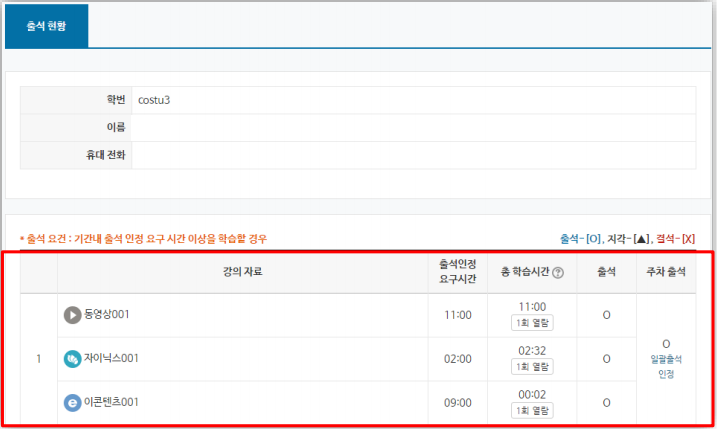 출석 현황
학번 costu3
이름
휴대 전화
• 출석 요건 : 기간내 출석 인정 요구 시간 이상을 학습할 경우 출석-[O], 지각-[▲], 결석-[X]
강의 자료 출석인정 요구시간 총 학습시간 ? 출석 주차 출석
1
동영상001 11:00 11:00 O
1회 열람
자이닉스001 02:00 02:32 O
1회 열람
이콘텐츠001 09:00 00:02 O
1회 열람
O
일괄출석
인정